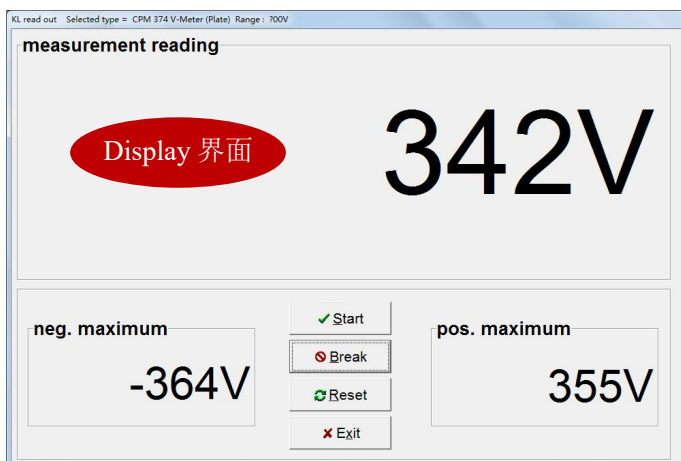 KL read out Selected type = CPM 374 V-Meter (Plate) Range : ?00V
measurement reading
Display 界面
342V
neg. maximum
-364V
Start
Break
Reset
Exit
pos. maximum
355V